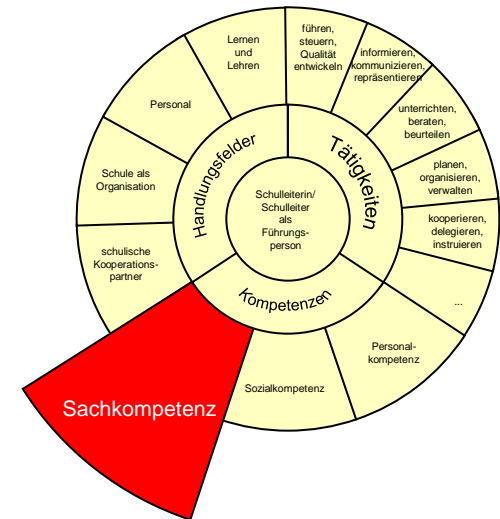 Lernen
und
Lehren
führen,
steuern,
Qualität
entwickeln
informieren,
kommunizieren,
repräsentieren
Personal
unterrichten,
beraten,
beurteilen
Handlungsfelder
Tätigkeiten
Schule als
Organisation
planen,
organisieren,
verwalten
Schulleiterin/
Schulleiter
als
Führungs-
person
kooperieren,
delegieren,
instruieren
schulische
Kooperations-
partner
Kompetenzen
...
Personal-
kompetenz
Sozialkompetenz
Sachkompetenz